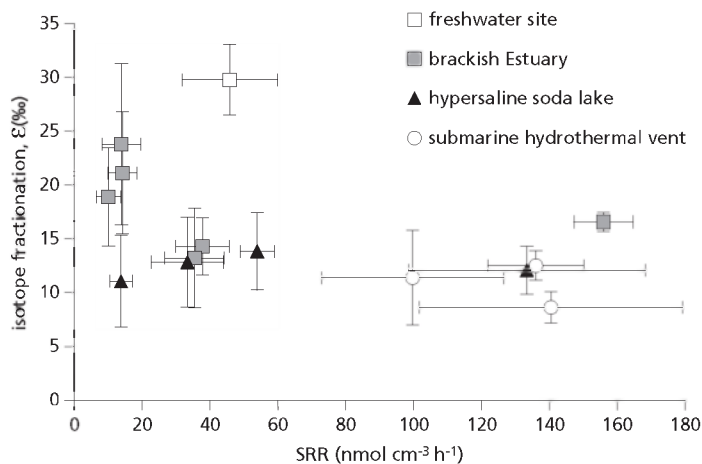 35
30
25
20
15
10
5
0
isotope fractionation, Ɛ(‰)
freshwater site
brackish Estuary
hypersaline soda lake
submarine hydrothermal vent
0 20 40 60 80 100 120 140 160 180
SRR (nmol cm-3 h-1)